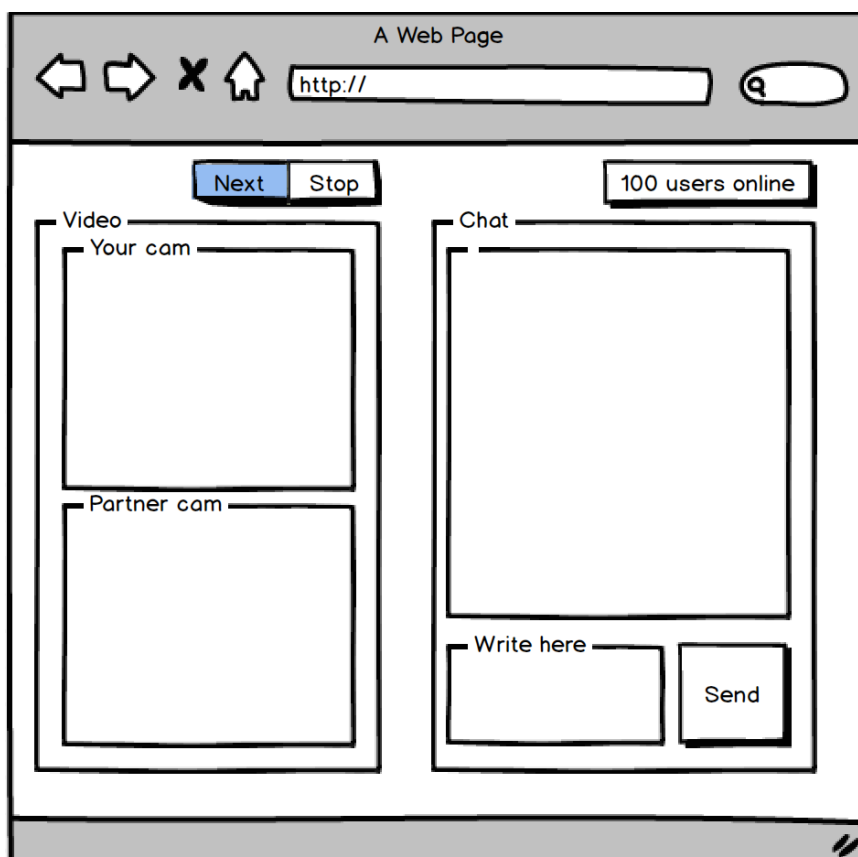 A Web Page
http://
Next Stop
100 users online
Video
Your cam
Partner cam
Chat
Write here
Send